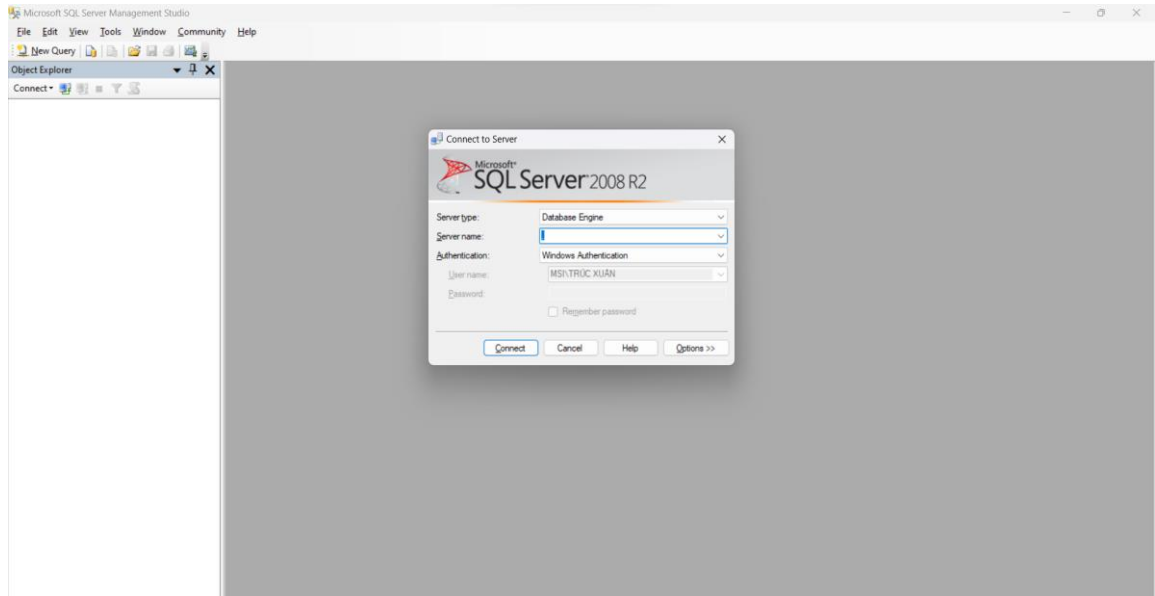 Microsoft SQL Server Management Studio
File Edit View Tools Window Community Help
New Query
Object Explorer
Connect
Connect to Server
Microsoft
SQL Server 2008 R2
Server type: Database Engine
Server name:
Authentication: Windows Authentication
User name: MSI\TRÚC XUÂN
Password:
Remember password
Connect Cancel Help Options >>